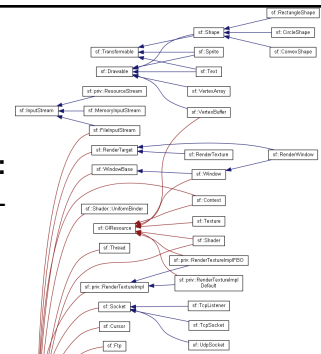 sf::RectangleShape
sf::Shape
sf::CircleShape
sf::Transformable
sf::Sprite
sf::ConvexShape
sf::Drawable
sf::Text
sf::priv::ResourceStream
sf::VertexArray
sf::InputStream
sf::MemoryInputStream
sf::VertexBuffer
sf::FileInputStream
sf::RenderTarget
sf::RenderTexture
sf::RenderWindow
sf::WindowBase
sf::Window
sf::Shader::UniformBinder
sf::Context
sf::GlResource
sf::Texture
sf::Thread
sf::Shader
sf::priv::RenderTextureImplFBO
sf::priv::RenderTextureImpl
sf::priv::RenderTextureImpl
Default
sf::Socket
sf::TcpListener
sf::Cursor
sf::TcpSocket
sf::Ftp
sf::UdpSocket